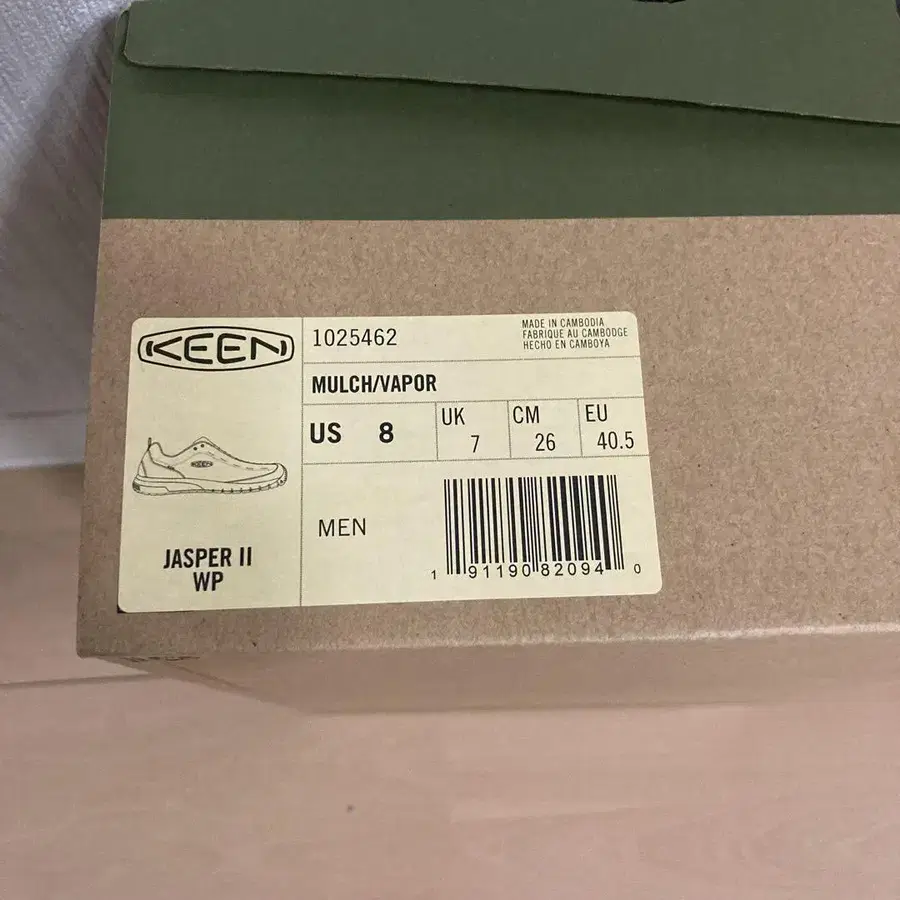 KEEN
1025462
MADE IN CAMBODIA
FABRIQUE AU CAMBODGE
HECHO EN CAMBOYA
MULCH/VAPOR
US 8
UK
7
CM
26
EU
40.5
KEEN
JASPER II
WP
MEN
1 91190 82094 0